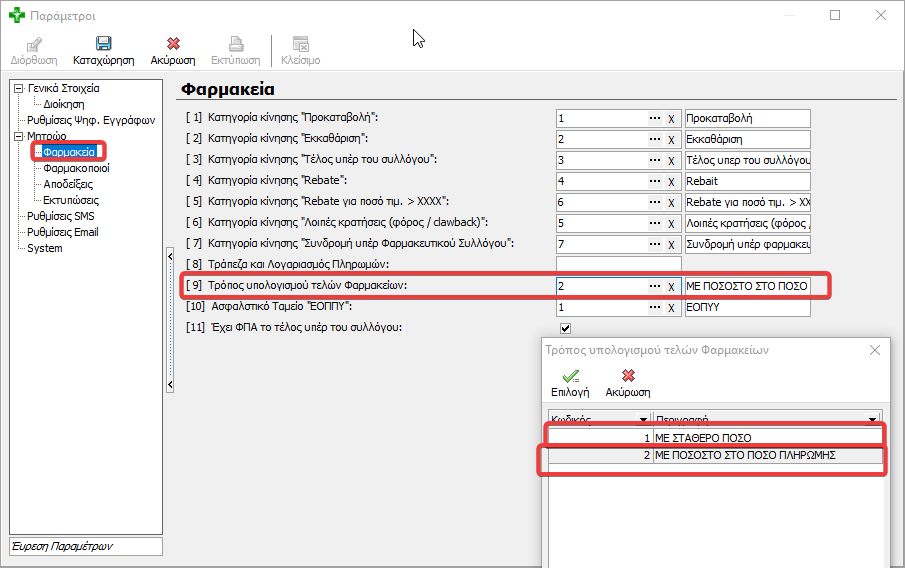 Παράμετροι
Διόρθωση Καταχώρηση Ακύρωση Εκτύπωση Κλείσιμο
Γενικά Στοιχεία
Διοίκηση
Ρυθμίσεις Ψηφ. Εγγράφων
Μητρώο
Φαρμακεία
Φαρμακοποιοί
Αποδείξεις
Εκτυπώσεις
Ρυθμίσεις SMS
Ρυθμίσεις Email
System
Έυρεση Παραμέτρων
Φαρμακεία
[ 1] Κατηγορία κίνησης "Προκαταβολή": 1 ... X Προκαταβολή
[ 2] Κατηγορία κίνησης "Εκκαθάριση": 2 ... X Εκκαθάριση
[ 3] Κατηγορία κίνησης "Τέλος υπέρ του συλλόγου": 3 ... X Τέλος υπερ του συλλόγου
[ 4] Κατηγορία κίνησης "Rebate": 4 ... X Rebait
[ 5] Κατηγορία κίνησης "Rebate για ποσό τιμ. > XXXX": 6 ... X Rebate για ποσό τιμ. >
[ 6] Κατηγορία κίνησης "Λοιπές κρατήσεις (φόρος / clawback)": 5 ... X Λοιπές κρατήσεις (φόρος /
[ 7] Κατηγορία κίνησης "Συνδρομή υπέρ Φαρμακευτικού Συλλόγου": 7 ... X Συνδρομή υπέρ φαρμακευ
[ 8] Τράπεζα και Λογαριασμός Πληρωμών:
[ 9] Τρόπος υπολογισμού τελών Φαρμακείων: 2 ... X ΜΕ ΠΟΣΟΣΤΟ ΣΤΟ ΠΟΣΟ
[10] Ασφαλστικό Ταμείο "ΕΟΠΠΥ": 1 ... X ΕΟΠΥΥ
[11] Έχει ΦΠΑ το τέλος υπέρ του συλλόγου:
Τρόπος υπολογισμού τελών Φαρμακείων
Επιλογή Ακύρωση
Κωδικός Περιγραφή
1 ΜΕ ΣΤΑΘΕΡΟ ΠΟΣΟ
2 ΜΕ ΠΟΣΟΣΤΟ ΣΤΟ ΠΟΣΟ ΠΛΗΡΩΜΗΣ